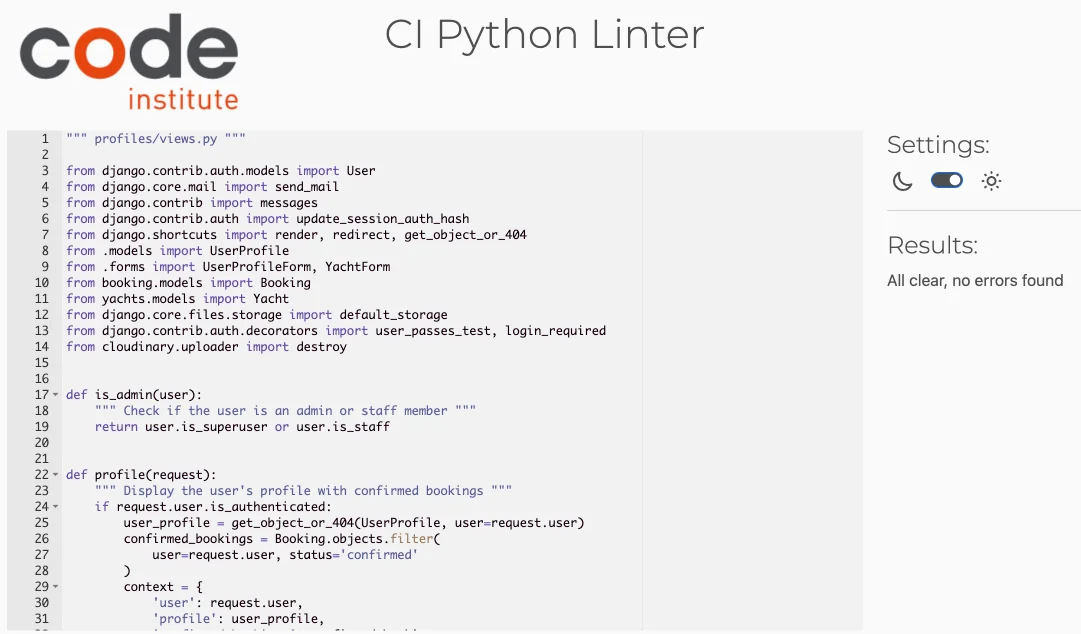 code
institute
CI Python Linter
1 """ profiles/views.py """
2
3 from django.contrib.auth.models import User
4 from django.core.mail import send_mail
5 from django.contrib import messages
6 from django.contrib.auth import update_session_auth_hash
7 from django.shortcuts import render, redirect, get_object_or_404
8 from .models import UserProfile
9 from .forms import UserProfileForm, YachtForm
10 from booking.models import Booking
11 from yachts.models import Yacht
12 from django.core.files.storage import default_storage
13 from django.contrib.auth.decorators import user_passes_test, login_required
14 from cloudinary.uploader import destroy
15
16
17 def is_admin(user):
18     """ Check if the user is an admin or staff member """
19     return user.is_superuser or user.is_staff
20
21
22 def profile(request):
23     """ Display the user's profile with confirmed bookings """
24     if request.user.is_authenticated:
25         user_profile = get_object_or_404(UserProfile, user=request.user)
26         confirmed_bookings = Booking.objects.filter(
27             user=request.user, status='confirmed'
28         )
29         context = {
30             'user': request.user,
31             'profile': user_profile,
Settings:
Results:
All clear, no errors found